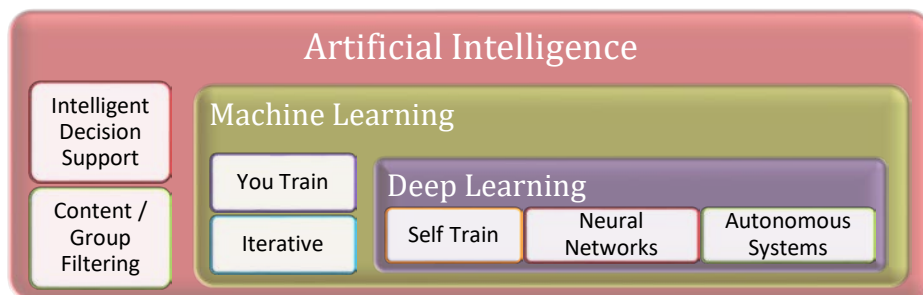 Artificial Intelligence
Intelligent
Decision
Support
Content /
Group
Filtering
Machine Learning
You Train
Iterative
Deep Learning
Self Train
Neural
Networks
Autonomous
Systems